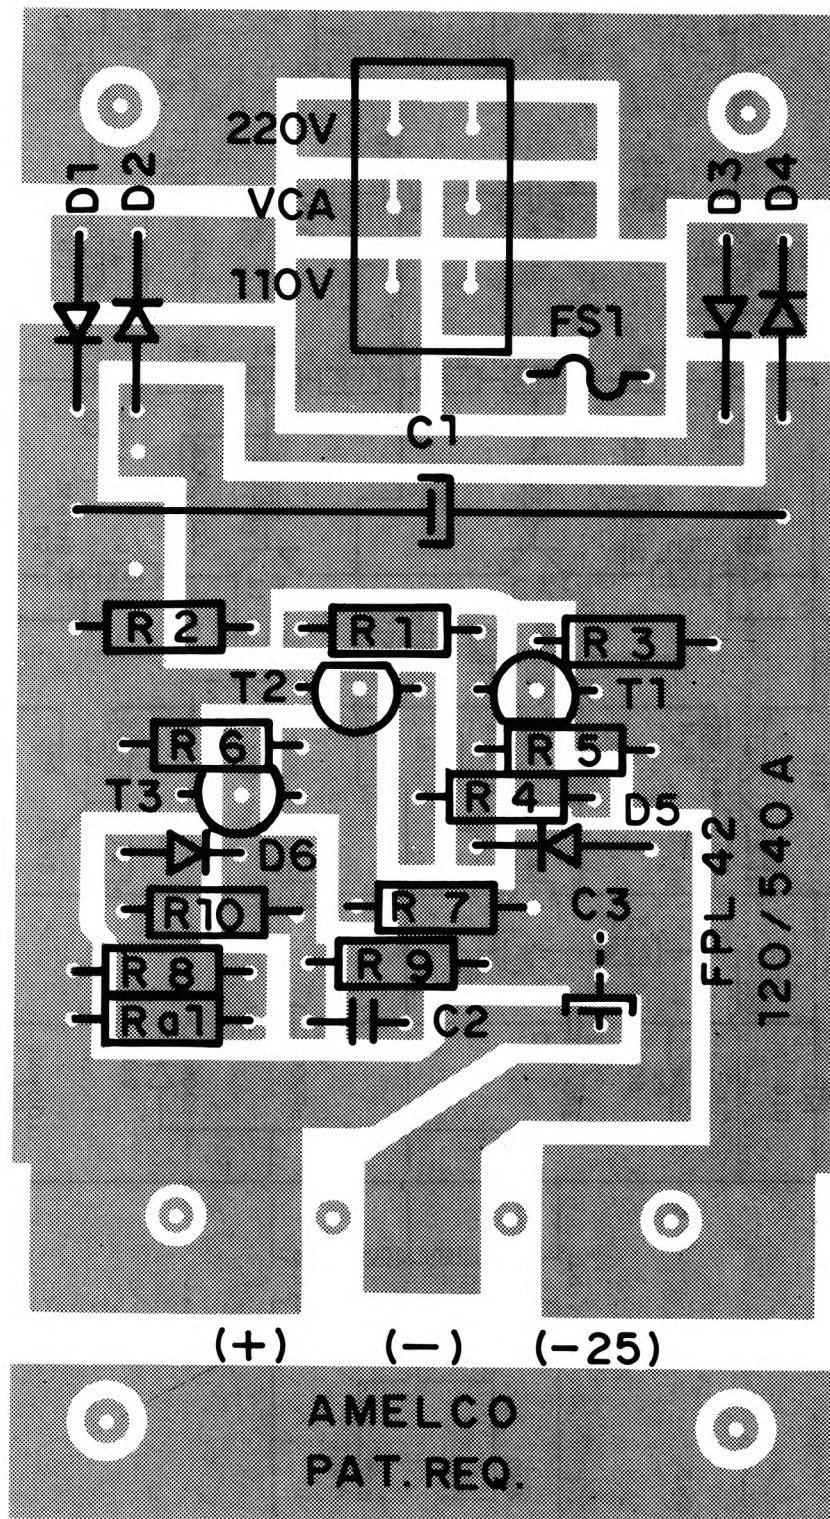 220V
D1 D2 VCA D3 D4
110V
FS1
C1
R 2 R 1 R 3
T2 T1
R 6 R 5
T3 R 4 D5
D6
R10 R 7 C3
R 8 R 9
Ra1 C2
FPL 42
120/540 A
(+) (-) (-25)
AMELCO
PAT. REQ.